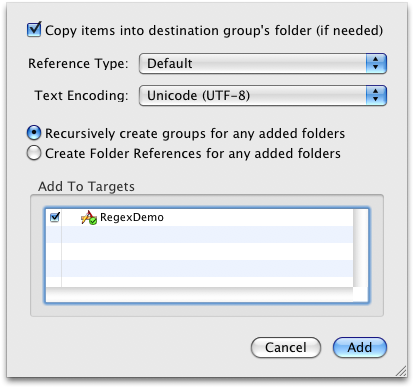 Copy items into destination group's folder (if needed)
Reference Type: Default
Text Encoding: Unicode (UTF-8)
Recursively create groups for any added folders
Create Folder References for any added folders
Add To Targets
RegexDemo
Cancel Add